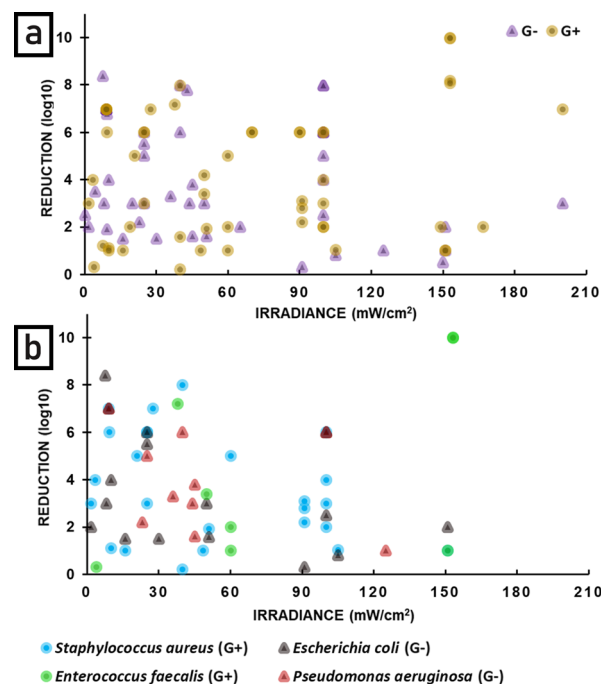 a
G- G+
REDUCTION (log10)
10
8
6
4
2
0
0 30 60 90 120 150 180 210
IRRADIANCE (mW/cm²)
b
REDUCTION (log10)
10
8
6
4
2
0
0 30 60 90 120 150 180 210
IRRADIANCE (mW/cm²)
Staphylococcus aureus (G+) Escherichia coli (G-)
Enterococcus faecalis (G+) Pseudomonas aeruginosa (G-)